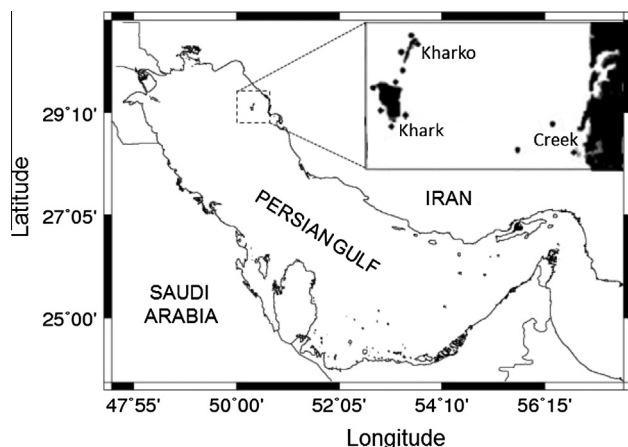 Kharko
Khark
Creek
29°10'
27°05'
25°00'
Latitude
IRAN
PERSIAN GULF
SAUDI
ARABIA
47°55'
50°00'
52°05'
54°10'
56°15'
Longitude